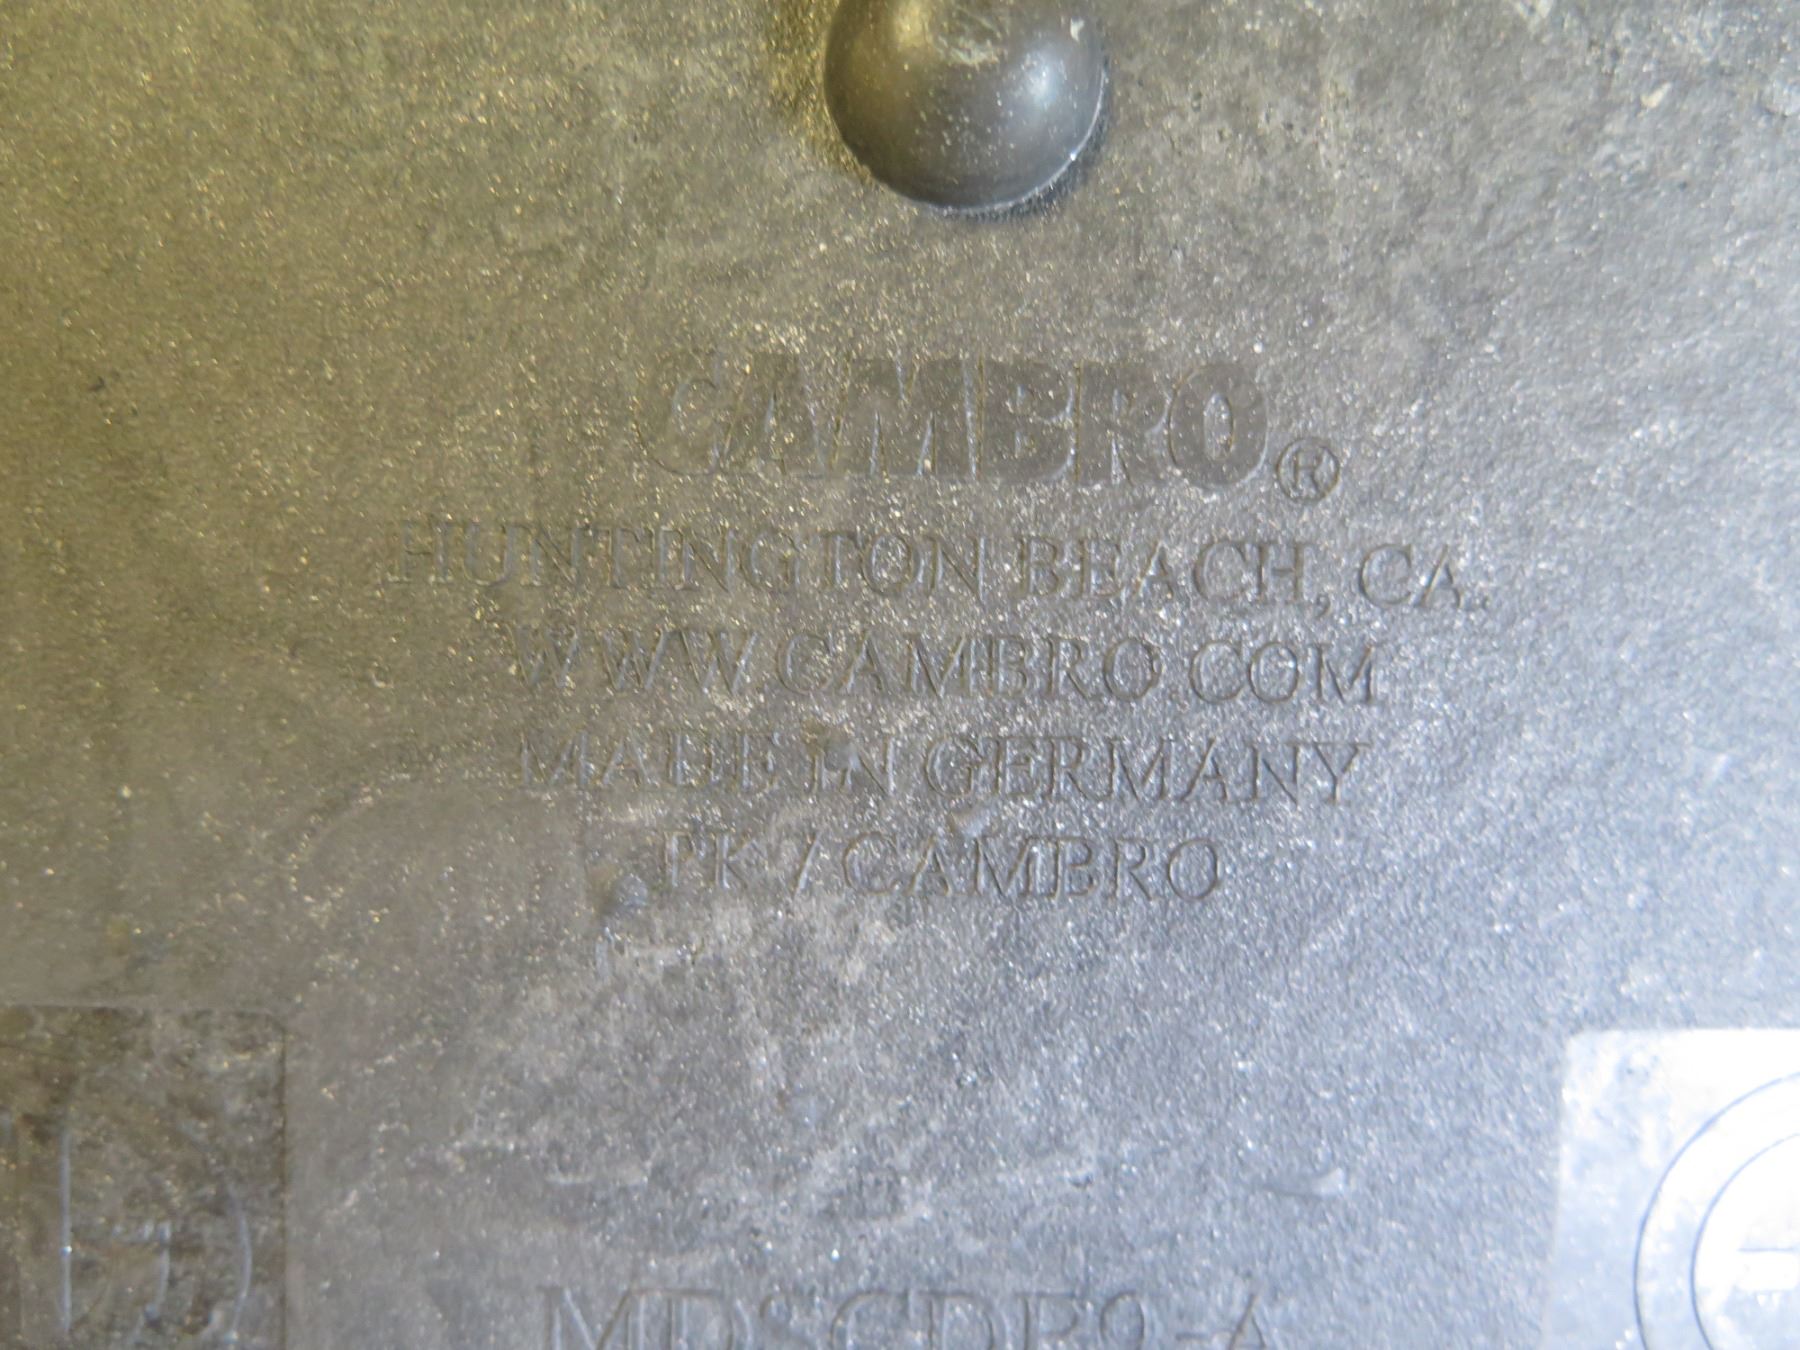 CAMBRO®
HUNTINGTON BEACH, CA.
WWW.CAMBRO.COM
MADE IN GERMANY
PK / CAMBRO